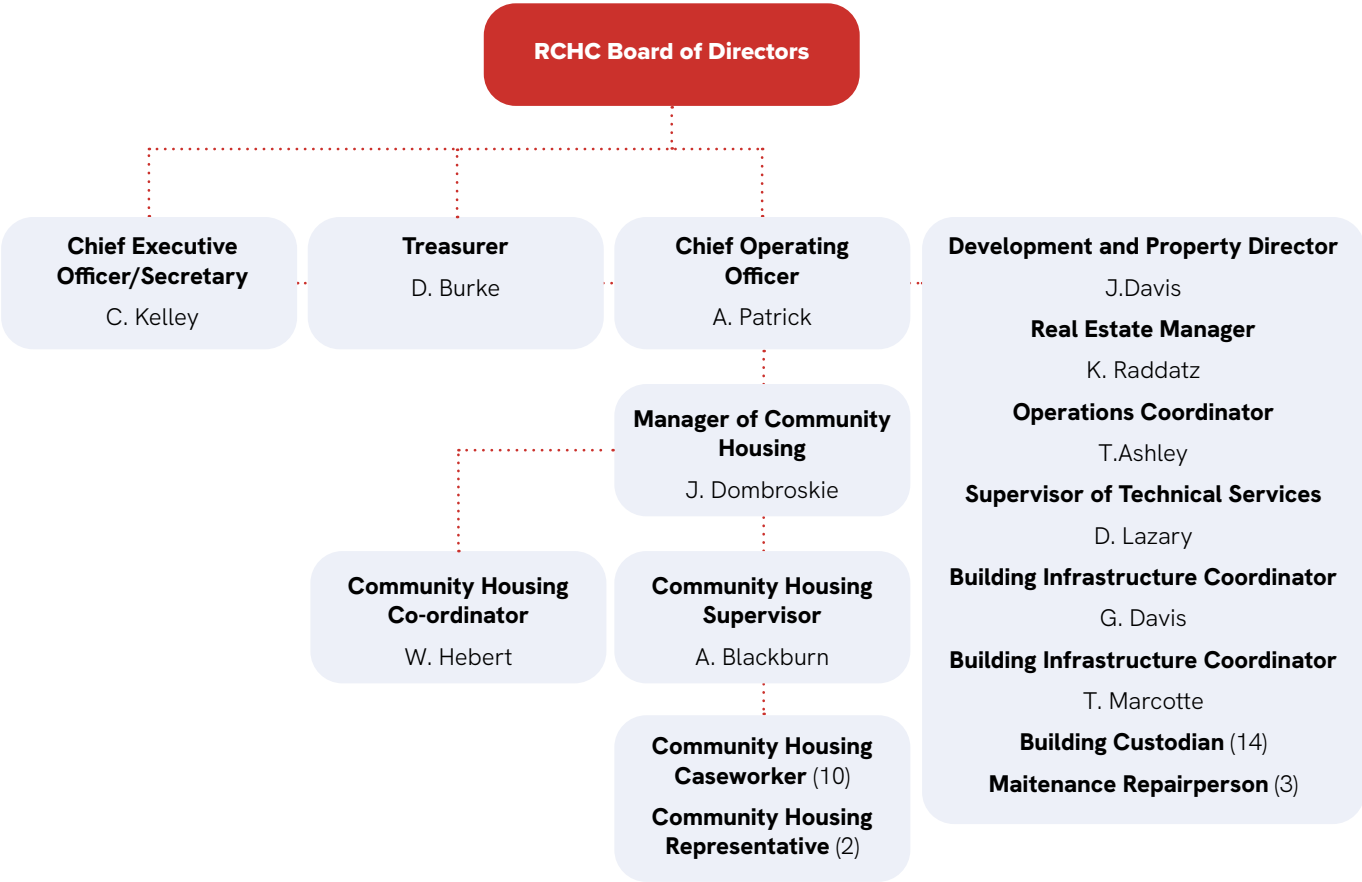 RCHC Board of Directors
Chief Executive
Officer/Secretary
C. Kelley
Treasurer
D. Burke
Chief Operating
Officer
A. Patrick
Manager of Community
Housing
J. Dombroskie
Community Housing
Co-ordinator
W. Hebert
Community Housing
Supervisor
A. Blackburn
Community Housing
Caseworker (10)
Community Housing
Representative (2)
Development and Property Director
J.Davis
Real Estate Manager
K. Raddatz
Operations Coordinator
T.Ashley
Supervisor of Technical Services
D. Lazary
Building Infrastructure Coordinator
G. Davis
Building Infrastructure Coordinator
T. Marcotte
Building Custodian (14)
Maitenance Repairperson (3)